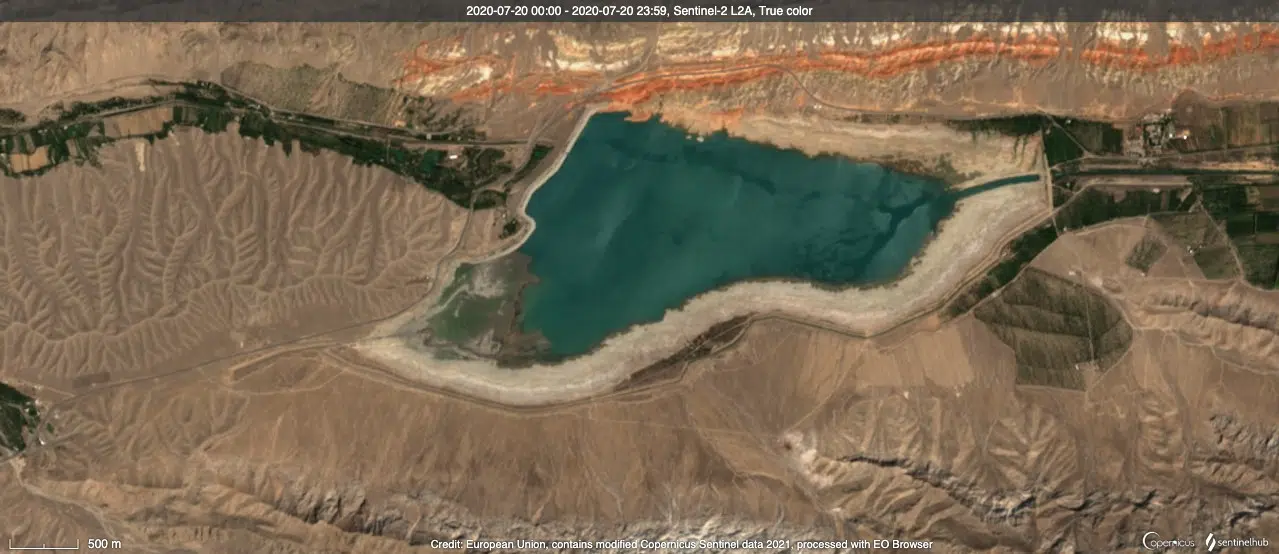 2020-07-20 00:00 - 2020-07-20 23:59, Sentinel-2 L2A, True color
500 m
Credit: European Union, contains modified Copernicus Sentinel data 2021, processed with EO Browser
opernicus
sentinelhub